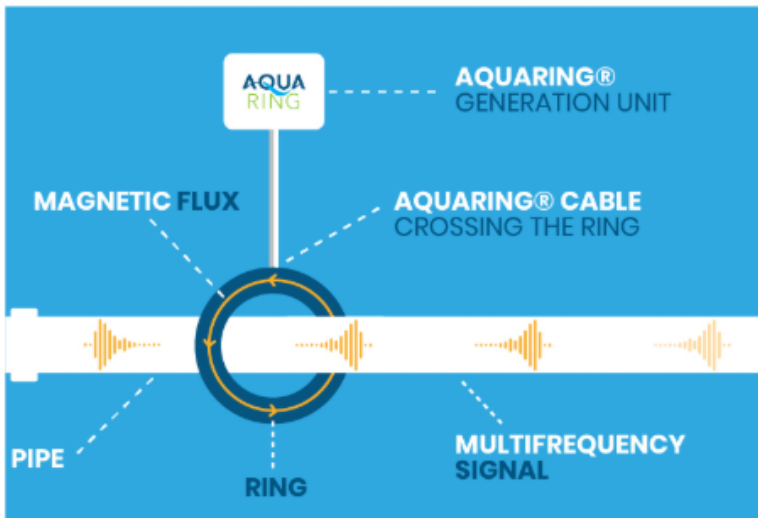 AQUA
RING
AQUARING®
GENERATION UNIT
MAGNETIC FLUX
AQUARING® CABLE
CROSSING THE RING
PIPE
RING
MULTIFREQUENCY
SIGNAL